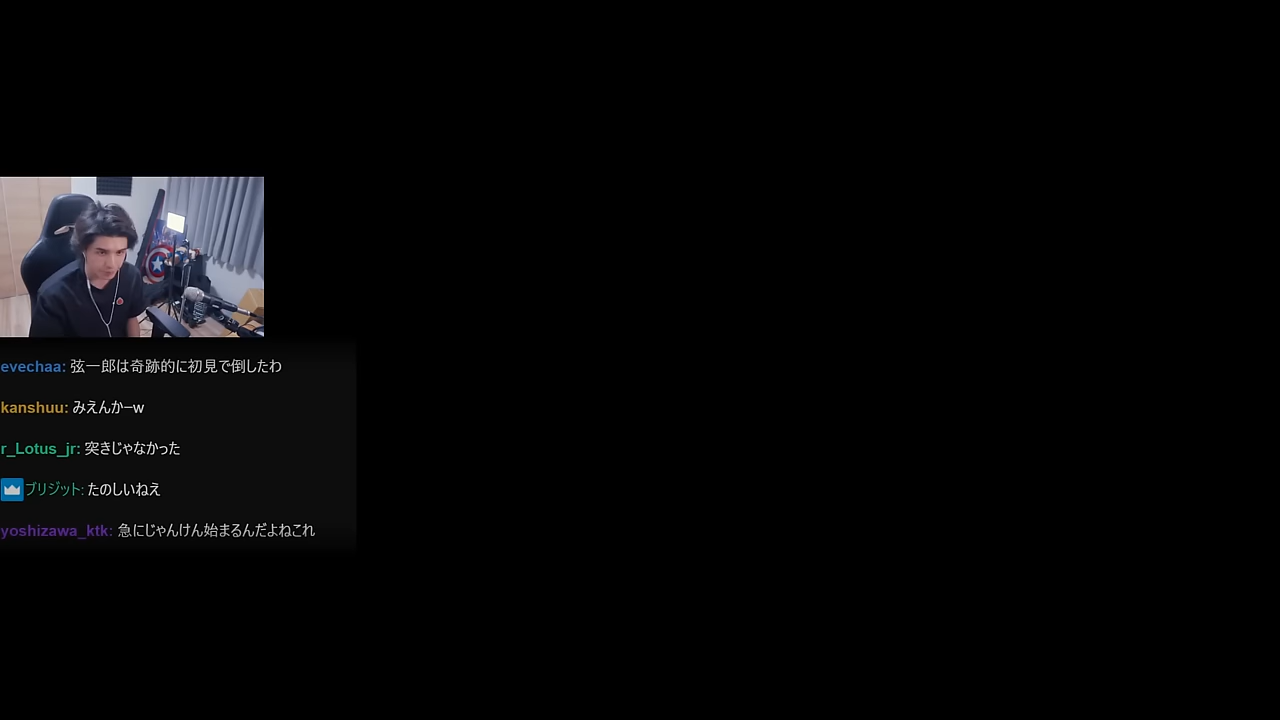 evechaa: 弦一郎は奇跡的に初見で倒したわ
kanshuu: みえんかーw
r_Lotus_jr: 突きじゃなかった
ブリジット: たのしいねえ
yoshizawa_ktk: 急にじゃんけん始まるんだよねこれ